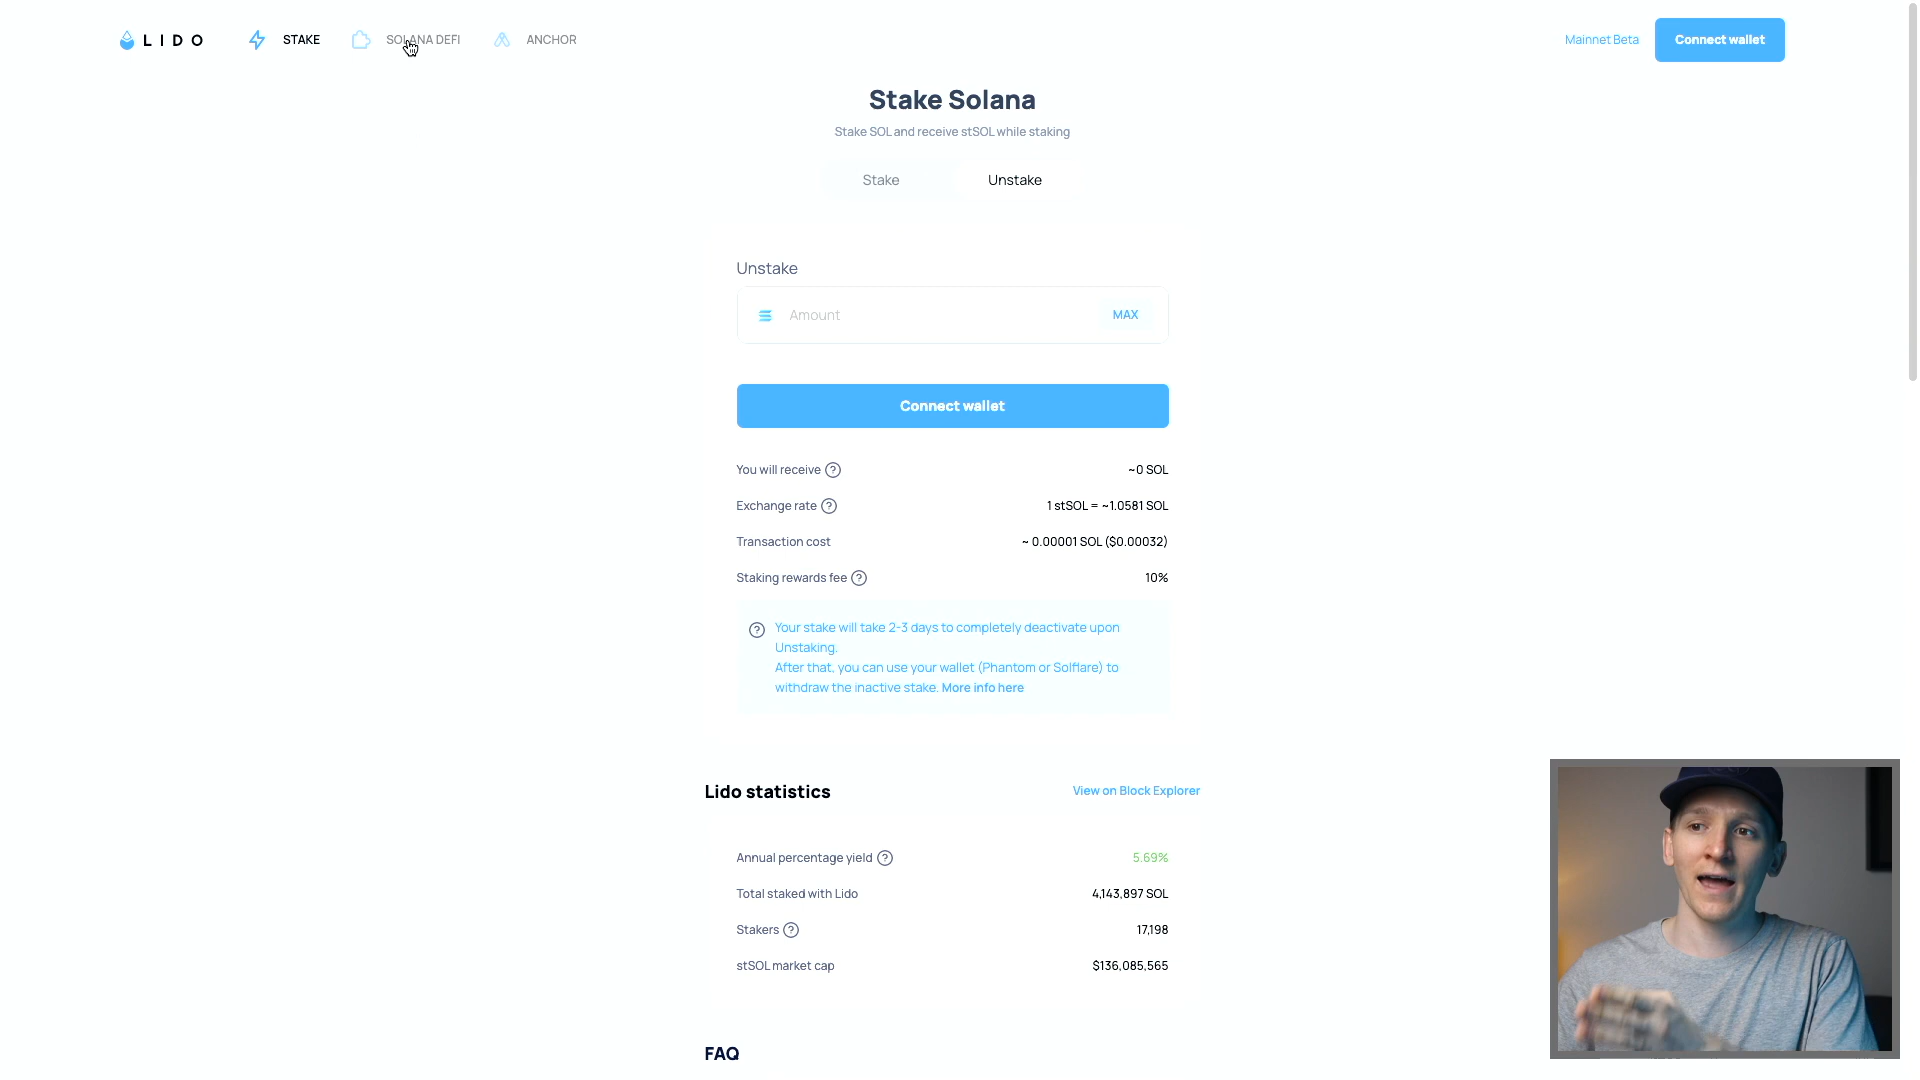 LIDO STAKE SOLANA DEFI ANCHOR Mainnet Beta Connect wallet
Stake Solana
Stake SOL and receive stSOL while staking
Stake Unstake
Unstake
Amount MAX
Connect wallet
You will receive ? ~0 SOL
Exchange rate ? 1 stSOL = ~1.0581 SOL
Transaction cost ~ 0.00001 SOL ($0.00032)
Staking rewards fee ? 10%
? Your stake will take 2-3 days to completely deactivate upon
Unstaking.
After that, you can use your wallet (Phantom or Solflare) to
withdraw the inactive stake. More info here
Lido statistics View on Block Explorer
Annual percentage yield ? 5.69%
Total staked with Lido 4,143,897 SOL
Stakers ? 17,198
stSOL market cap $136,085,565
FAQ